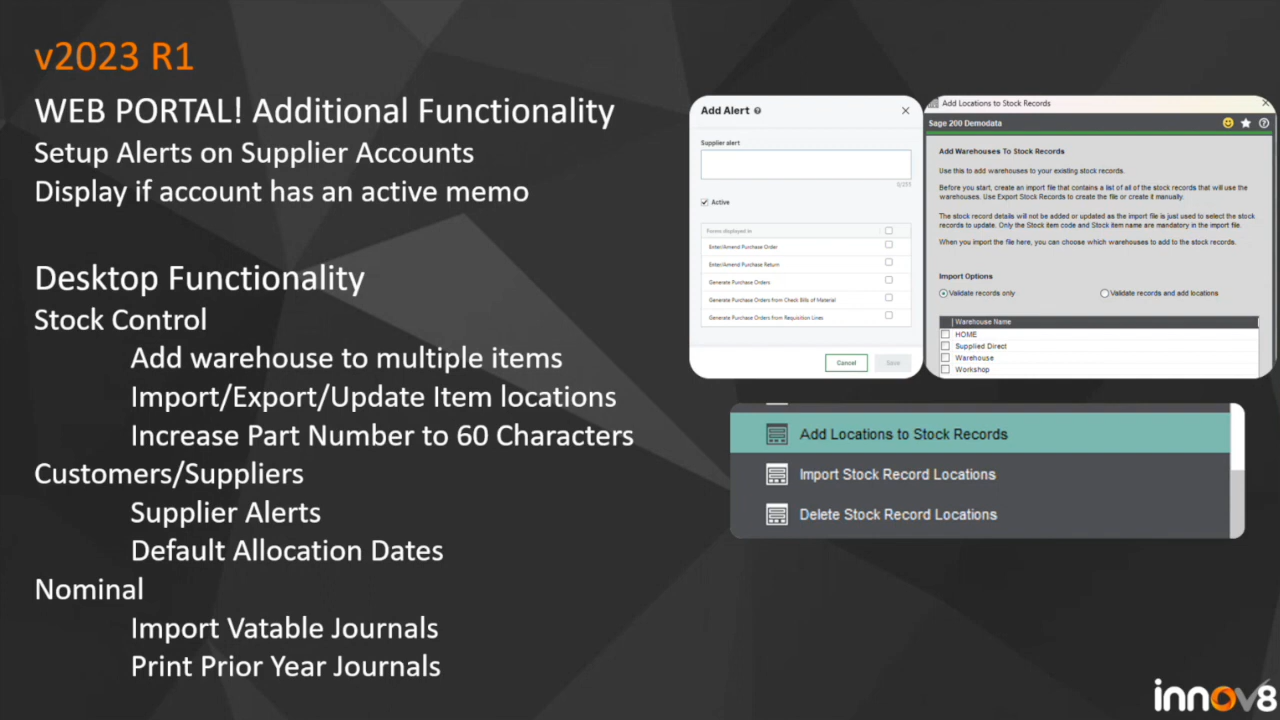 v2023 R1
WEB PORTAL! Additional Functionality
Setup Alerts on Supplier Accounts
Display if account has an active memo
Desktop Functionality
Stock Control
Add warehouse to multiple items
Import/Export/Update Item locations
Increase Part Number to 60 Characters
Customers/Suppliers
Supplier Alerts
Default Allocation Dates
Nominal
Import Vatable Journals
Print Prior Year Journals
Add Alert
Supplier alert
0/255
Active
Forms displayed in
Enter/Amend Purchase Order
Enter/Amend Purchase Return
Generate Purchase Orders
Generate Purchase Orders from Check Bills of Material
Generate Purchase Orders from Requisition Lines
Cancel
Save
Add Locations to Stock Records
Sage 200 Demodata
Add Warehouses To Stock Records
Use this to add warehouses to your existing stock records.
Before you start, create an import file that contains a list of all of the stock records that will use the
warehouses. Use Export Stock Records to create the file or create it manually.
The stock record details will not be added or updated as the import file is just used to select the stock
records to update. Only the Stock item code and Stock item name are mandatory in the import file.
When you import the file here, you can choose which warehouses to add to the stock records.
Import Options
Validate records only
Validate records and add locations
Warehouse Name
HOME
Supplied Direct
Warehouse
Workshop
Add Locations to Stock Records
Import Stock Record Locations
Delete Stock Record Locations
innov8